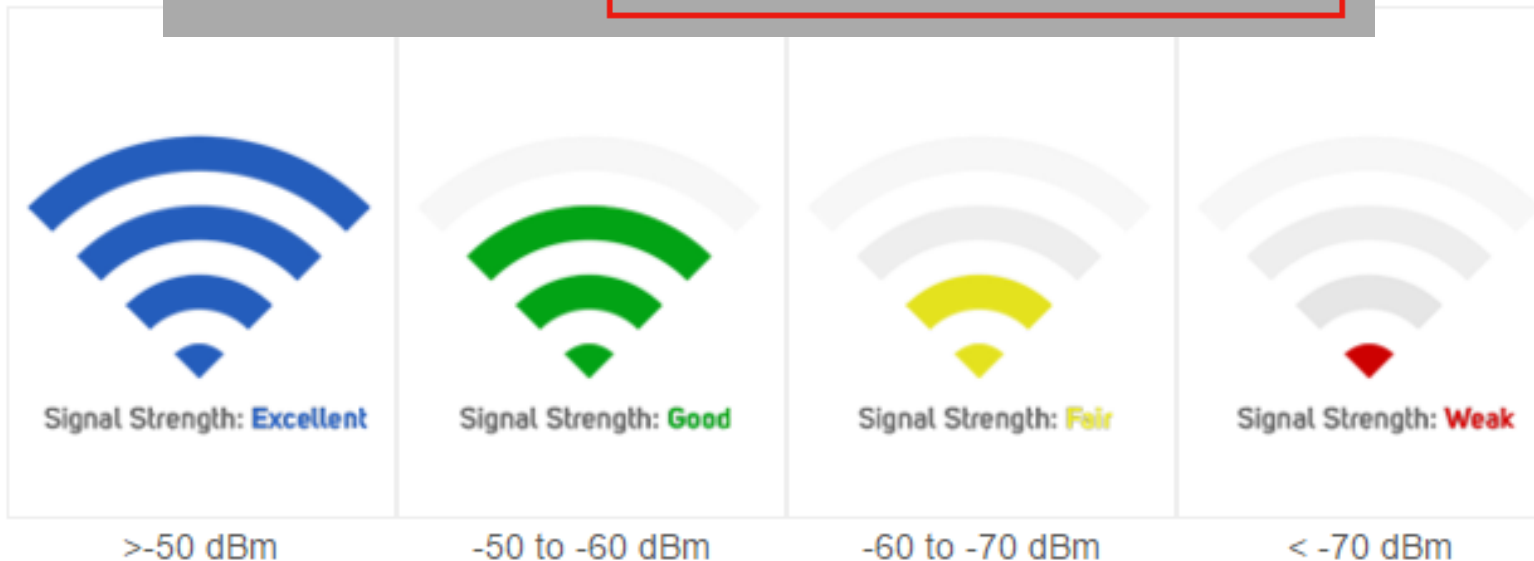 Signal Strength: Excellent
Signal Strength: Good
Signal Strength: Fair
Signal Strength: Weak
>-50 dBm
-50 to -60 dBm
-60 to -70 dBm
< -70 dBm